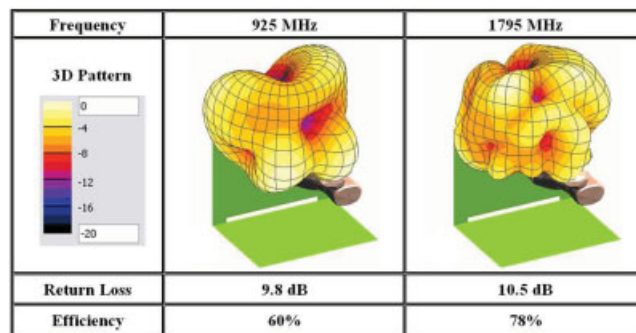 Frequency 925 MHz 1795 MHz
3D Pattern
0
-4
-8
-12
-16
-20
Return Loss 9.8 dB 10.5 dB
Efficiency 60% 78%